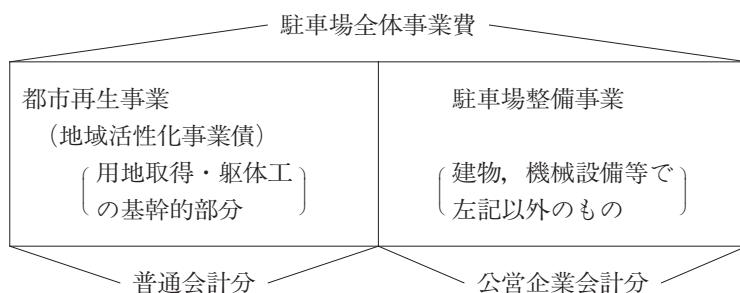 駐車場全体事業費
都市再生事業
(地域活性化事業債)
用地取得・躯体工
の基幹的部分
駐車場整備事業
建物，機械設備等で
左記以外のもの
普通会計分
公営企業会計分